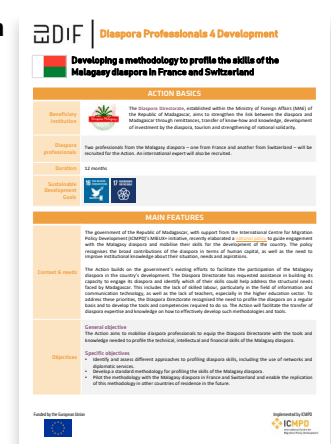 EUDIF
Diaspora Professionals 4 Development
Developing a methodology to profile the skills of the
Malagasy diaspora in France and Switzerland
ACTION BASICS
Beneficiary
institution
The Diaspora Directorate, established within the Ministry of Foreign Affairs (MAE) of
the Republic of Madagascar, aims to strengthen the link between the diaspora and
Madagascar through remittances, transfer of know-how and knowledge, development
of investment by the diaspora, tourism and strengthening of national solidarity.
Diaspora
professionals
Two professionals from the Malagasy diaspora – one from France and another from Switzerland – will be
recruited for the Action. An international expert will also be recruited.
Duration
12 months
Sustainable
Development
Goals
MAIN FEATURES
Context & needs
The government of the Republic of Madagascar, with support from the International Centre for Migration
Policy Development (ICMPD)'s MIEUX+ initiative, recently elaborated a national policy to guide engagement
with the Malagasy diaspora and mobilise their skills for the development of the country. The policy
recognises the broad contributions of the diaspora in terms of human capital, as well as the need to
improve institutional knowledge about their situation, needs and aspirations.
The Action builds on the government's existing efforts to facilitate the participation of the Malagasy
diaspora in the country's development. The Diaspora Directorate has requested assistance in building its
capacity to engage its diaspora and identify which of their skills could help address the structural needs
faced by Madagascar. This includes the lack of skilled labour, particularly in the field of information and
communication technology, as well as the lack of teachers, especially in the higher education sector. To
address these priorities, the Diaspora Directorate recognised the need to profile the diaspora on a regular
basis and to develop the tools and competencies required to do so. The Action will facilitate the transfer of
diaspora expertise and knowledge on how to effectively develop such methodologies and tools.
Objectives
General objective
The Action aims to mobilise diaspora professionals to equip the Diaspora Directorate with the tools and
knowledge needed to profile the technical, intellectual and financial skills of the Malagasy diaspora.
Specific objectives
• Identify and assess different approaches to profiling diaspora skills, including the use of networks and
diplomatic services.
• Develop a standard methodology for profiling the skills of the Malagasy diaspora.
• Pilot the methodology with the Malagasy diaspora in France and Switzerland and enable the replication
of this methodology in other countries of residence in the future.
Funded by the European Union
Implemented by ICMPD
ICMPD